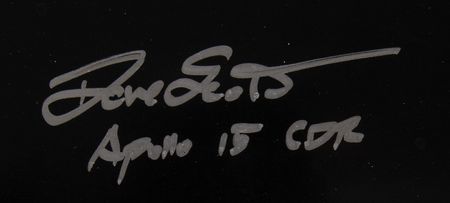 Dave Scott
Apollo 15 CDR